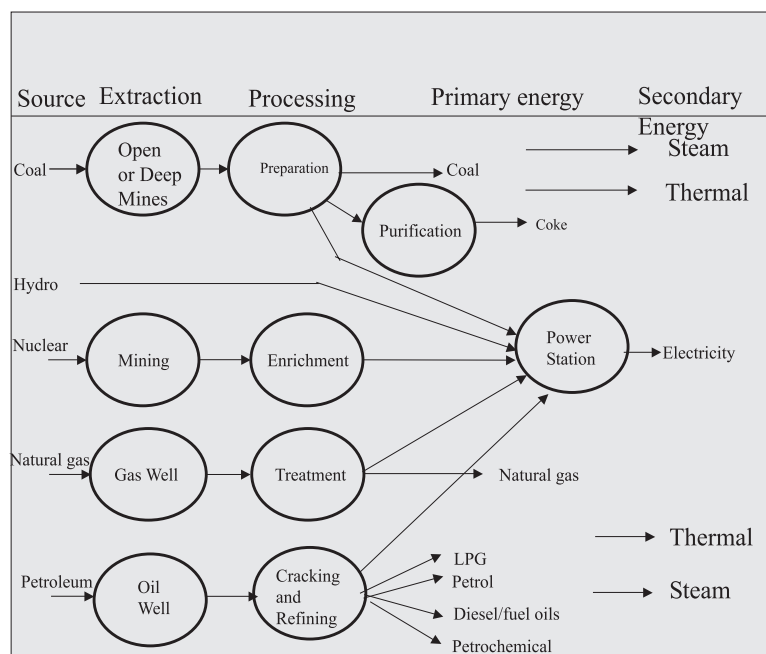 Source Extraction Processing Primary energy Secondary
Energy
Open
or Deep
Mines
Coal
Preparation
Coal
Steam
Thermal
Purification
Coke
Hydro
Nuclear
Mining
Enrichment
Power
Station
Electricity
Natural gas
Gas Well
Treatment
Natural gas
Thermal
Petroleum
Oil
Well
Cracking
and
Refining
LPG
Petrol
Diesel/fuel oils
Petrochemical
Steam